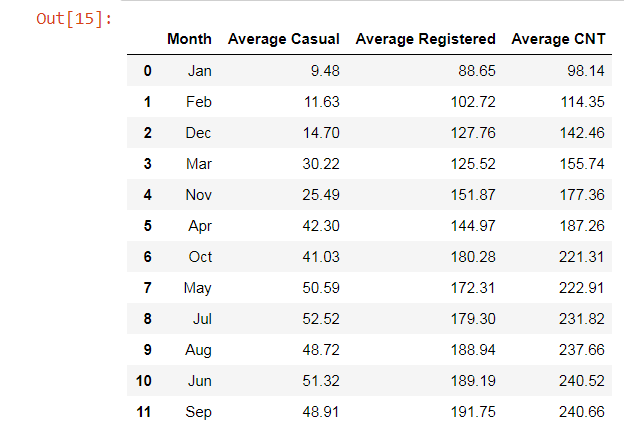 Out[15]:
Month Average Casual Average Registered Average CNT
0 Jan 9.48 88.65 98.14
1 Feb 11.63 102.72 114.35
2 Dec 14.70 127.76 142.46
3 Mar 30.22 125.52 155.74
4 Nov 25.49 151.87 177.36
5 Apr 42.30 144.97 187.26
6 Oct 41.03 180.28 221.31
7 May 50.59 172.31 222.91
8 Jul 52.52 179.30 231.82
9 Aug 48.72 188.94 237.66
10 Jun 51.32 189.19 240.52
11 Sep 48.91 191.75 240.66